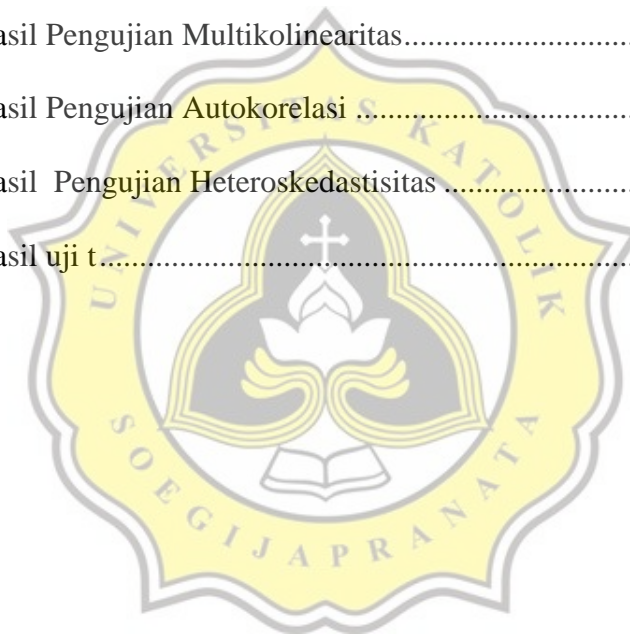 asil Pengujian Multikolinearitas..............................
asil Pengujian Autokorelasi .....................................
asil  Pengujian Heteroskedastisitas .........................
asil uji t......................................................................
UNIVERSITAS KATOLIK
SOEGIJAPRANATA